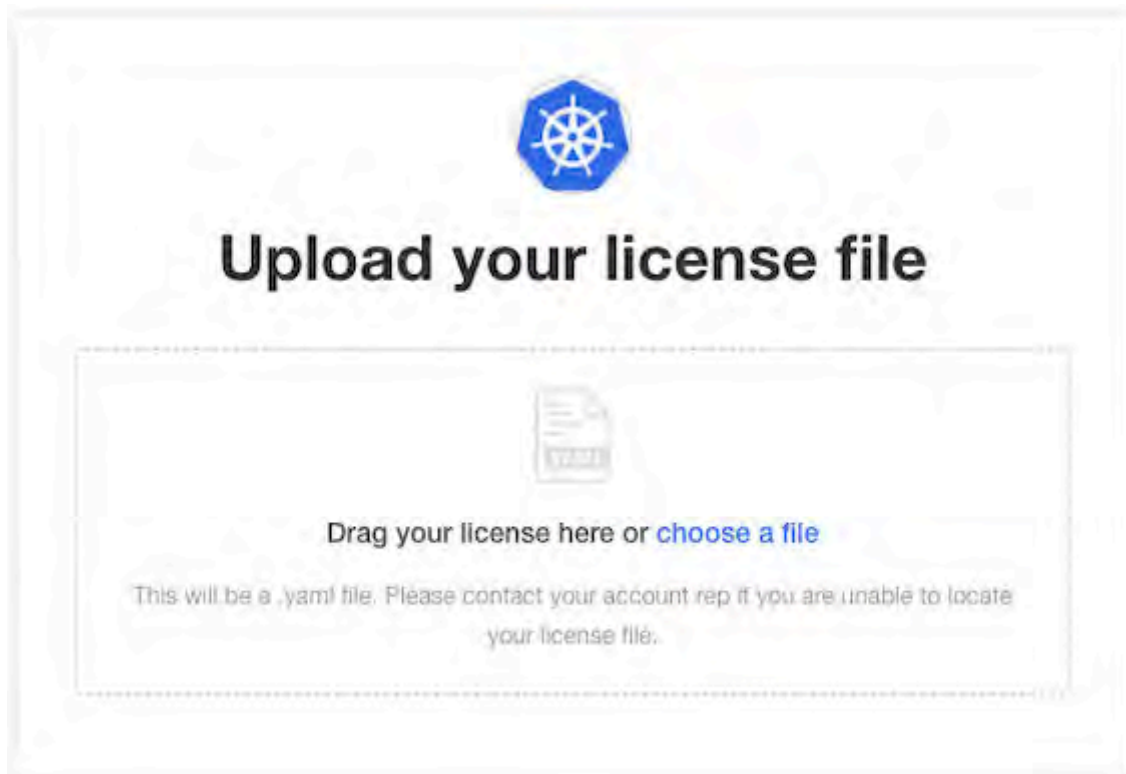 Upload your license file
YAML
Drag your license here or choose a file
This will be a .yaml file. Please contact your account rep if you are unable to locate
your license file.